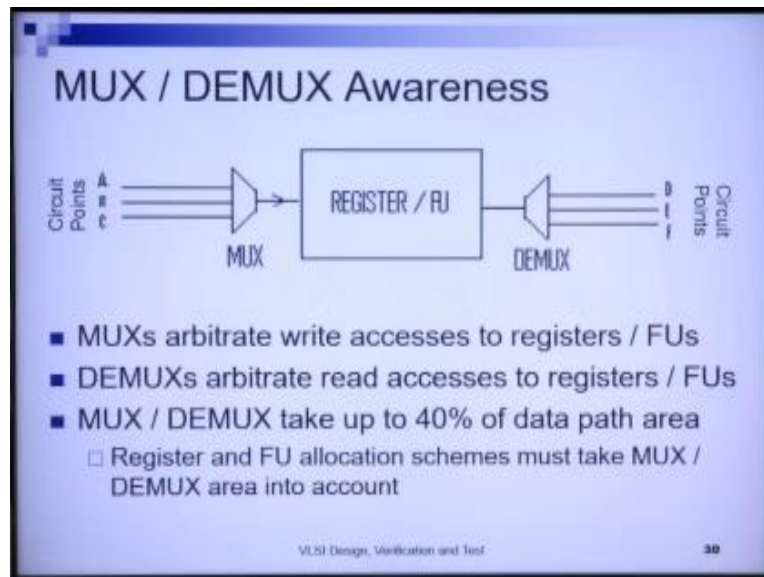 MUX / DEMUX Awareness
Circuit
Points
A
B
C
MUX
REGISTER / FU
DEMUX
D
E
F
Circuit
Points
MUXs arbitrate write accesses to registers / FUs
DEMUXs arbitrate read accesses to registers / FUs
MUX / DEMUX take up to 40% of data path area
Register and FU allocation schemes must take MUX /
DEMUX area into account
VLSI Design, Verification and Test
30